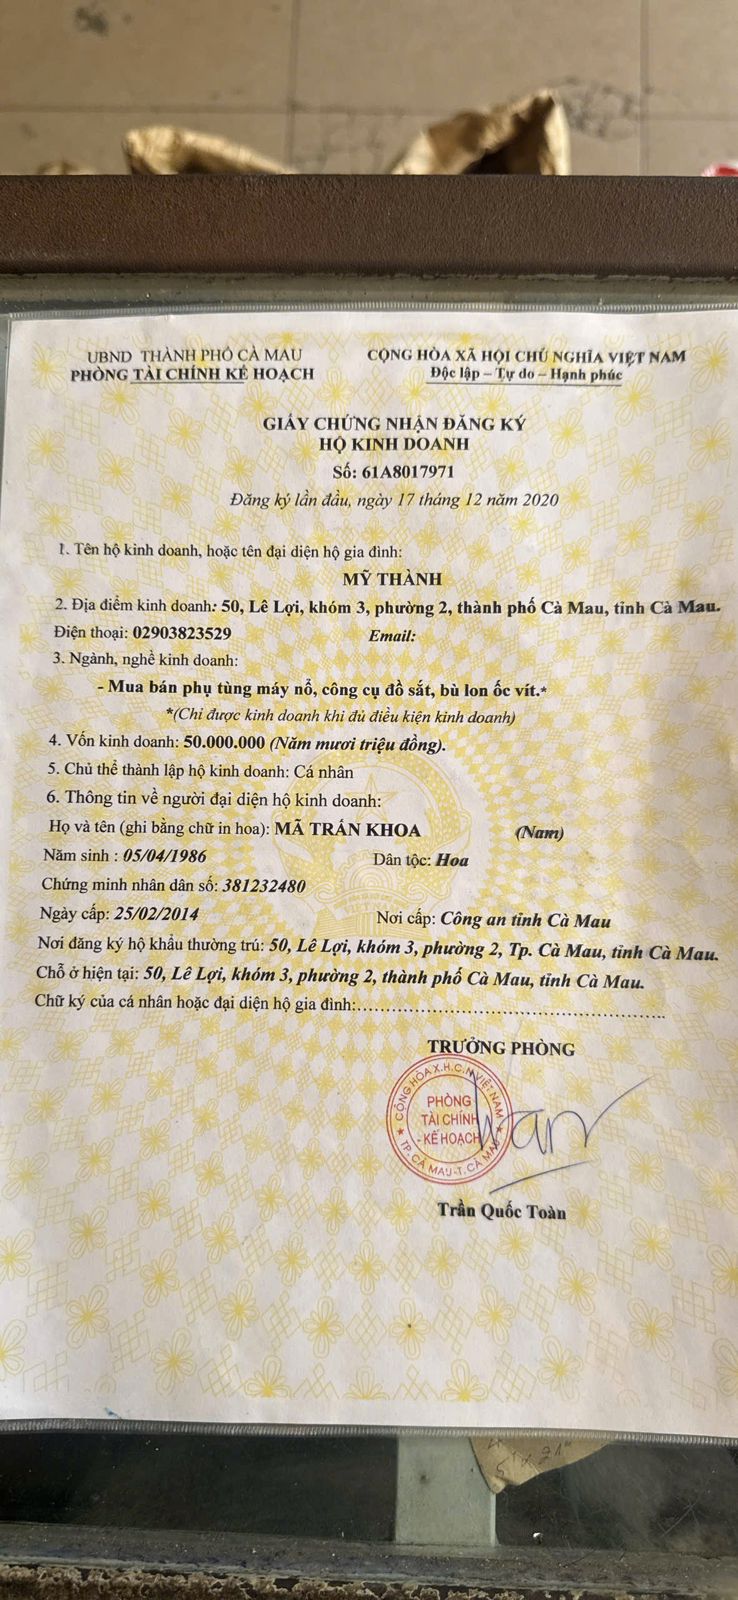 UBND THÀNH PHỐ CÀ MAU
PHÒNG TÀI CHÍNH KẾ HOẠCH
CỘNG HÒA XÃ HỘI CHỦ NGHĨA VIỆT NAM
Độc lập – Tự do – Hạnh phúc
GIẤY CHỨNG NHẬN ĐĂNG KÝ
HỘ KINH DOANH
Số: 61A8017971
Đăng ký lần đầu, ngày 17 tháng 12 năm 2020
1. Tên hộ kinh doanh, hoặc tên đại diện hộ gia đình:
MỸ THÀNH
2. Địa điểm kinh doanh: 50, Lê Lợi, khóm 3, phường 2, thành phố Cà Mau, tỉnh Cà Mau.
Điện thoại: 02903823529 Email:
3. Ngành, nghề kinh doanh:
- Mua bán phụ tùng máy nổ, công cụ đồ sắt, bù lon ốc vít.*
*(Chỉ được kinh doanh khi đủ điều kiện kinh doanh)
4. Vốn kinh doanh: 50.000.000 (Năm mươi triệu đồng).
5. Chủ thể thành lập hộ kinh doanh: Cá nhân
6. Thông tin về người đại diện hộ kinh doanh:
Họ và tên (ghi bằng chữ in hoa): MÃ TRẤN KHOA (Nam)
Năm sinh : 05/04/1986 Dân tộc: Hoa
Chứng minh nhân dân số: 381232480
Ngày cấp: 25/02/2014 Nơi cấp: Công an tỉnh Cà Mau
Nơi đăng ký hộ khẩu thường trú: 50, Lê Lợi, khóm 3, phường 2, Tp. Cà Mau, tỉnh Cà Mau.
Chỗ ở hiện tại: 50, Lê Lợi, khóm 3, phường 2, thành phố Cà Mau, tỉnh Cà Mau.
Chữ ký của cá nhân hoặc đại diện hộ gia đình:..........................................................
TRƯỞNG PHÒNG
CỘNG HÒA X.H.C.N VIỆT NAM
PHÒNG
TÀI CHÍNH
- KẾ HOẠCH
TP. CÀ MAU-T. CÀ MAU
Trần Quốc Toàn